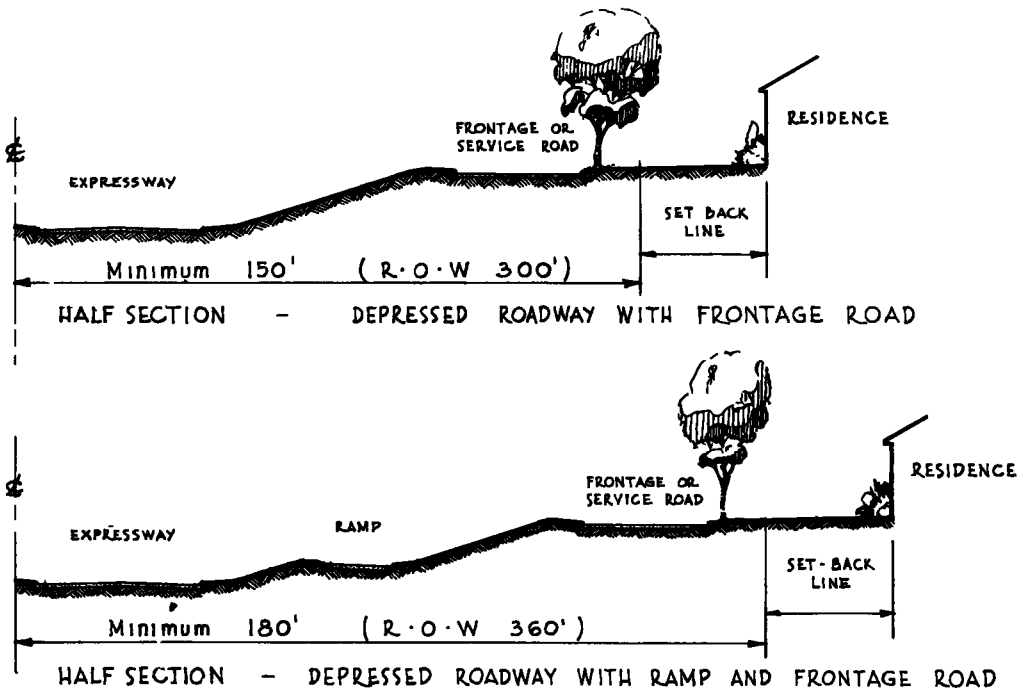 FRONTAGE OR
SERVICE ROAD
RESIDENCE
℄
EXPRESSWAY
SET BACK
LINE
Minimum 150' (R·O·W 300')
HALF SECTION - DEPRESSED ROADWAY WITH FRONTAGE ROAD
RESIDENCE
℄
FRONTAGE OR
SERVICE ROAD
EXPRESSWAY
RAMP
SET-BACK
LINE
Minimum 180' (R·O·W 360')
HALF SECTION - DEPRESSED ROADWAY WITH RAMP AND FRONTAGE ROAD